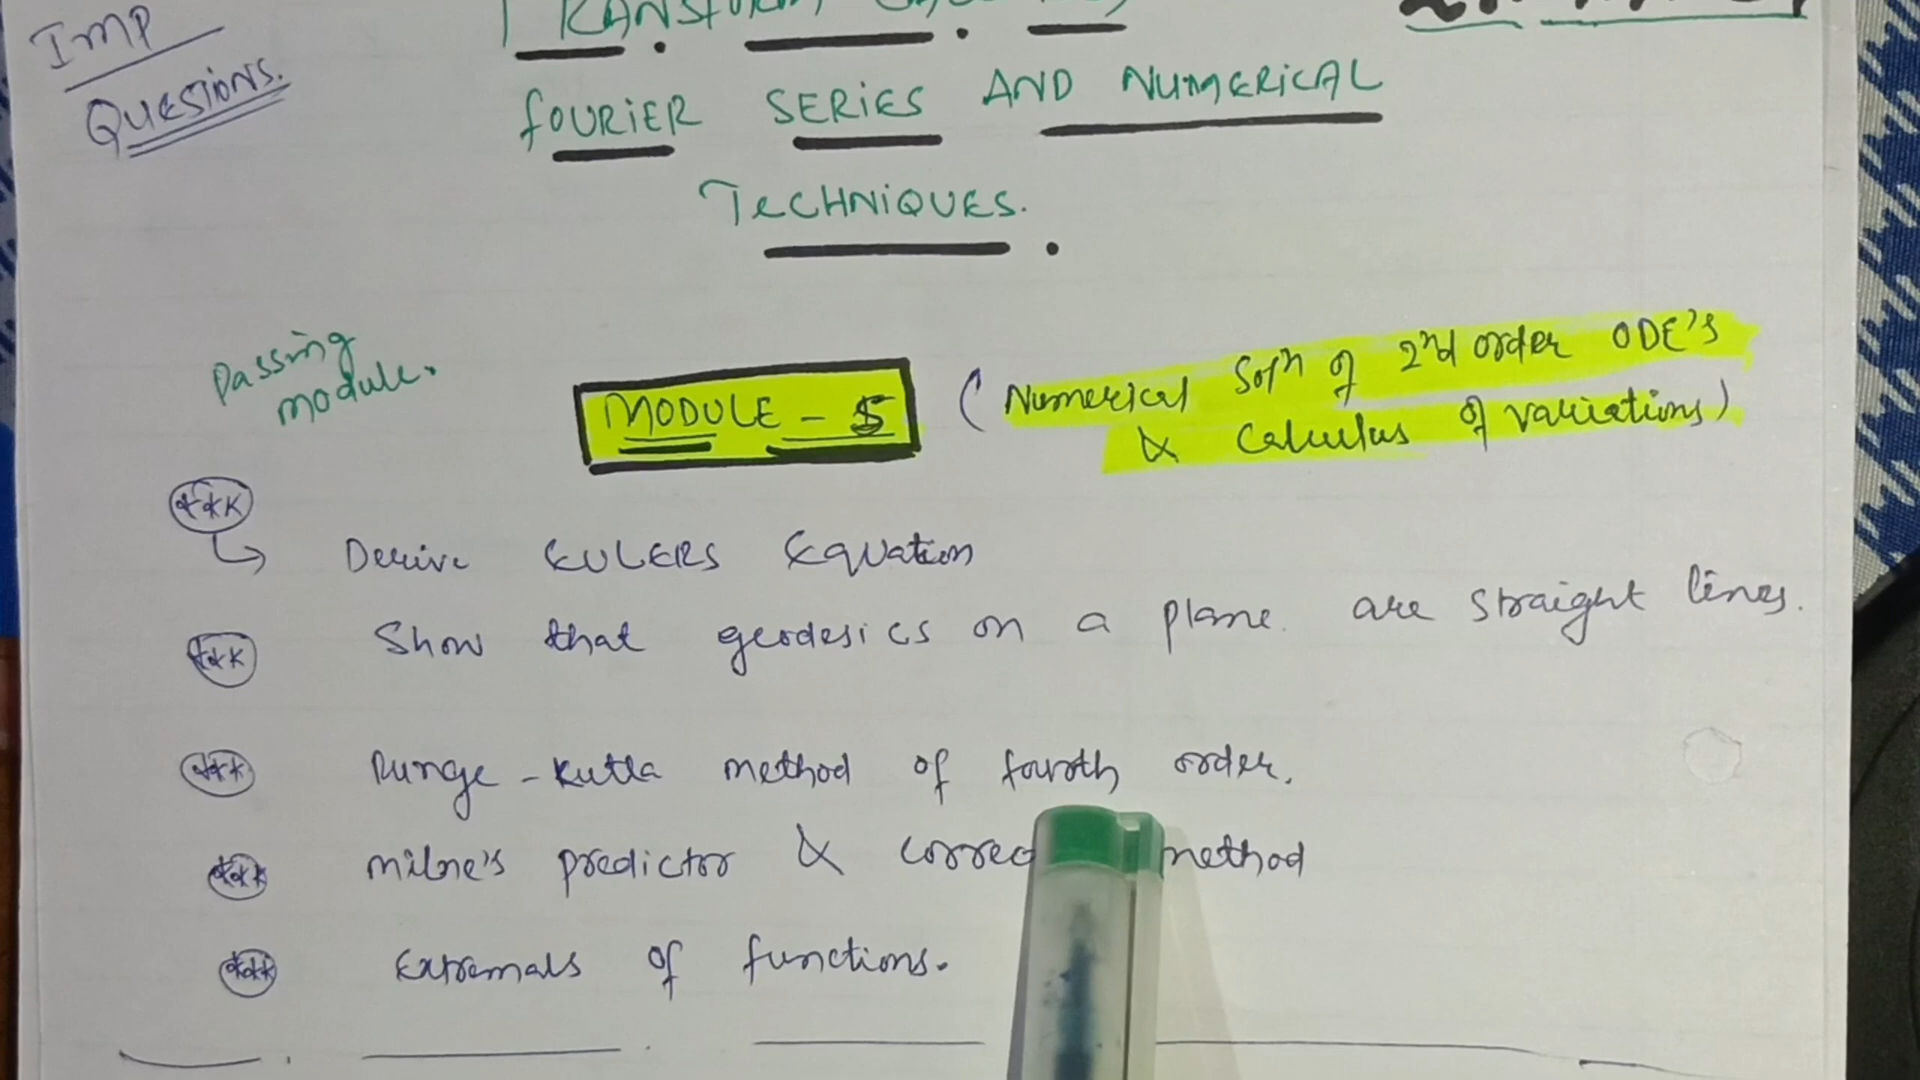 IMP
QUESTIONS.
TRANSFORM
FOURIER SERIES AND NUMERICAL
TECHNIQUES.
Passing
module.
MODULE - 5
(Numerical Solⁿ of 2nd order ODE's
& Calculus of variations)
*** Derive EULERS Equation
*** Show that geodesics on a plane. are straight lines.
*** Runge-Kutta method of fourth order.
*** Milne's predictor & method
*** Extremals of functions.